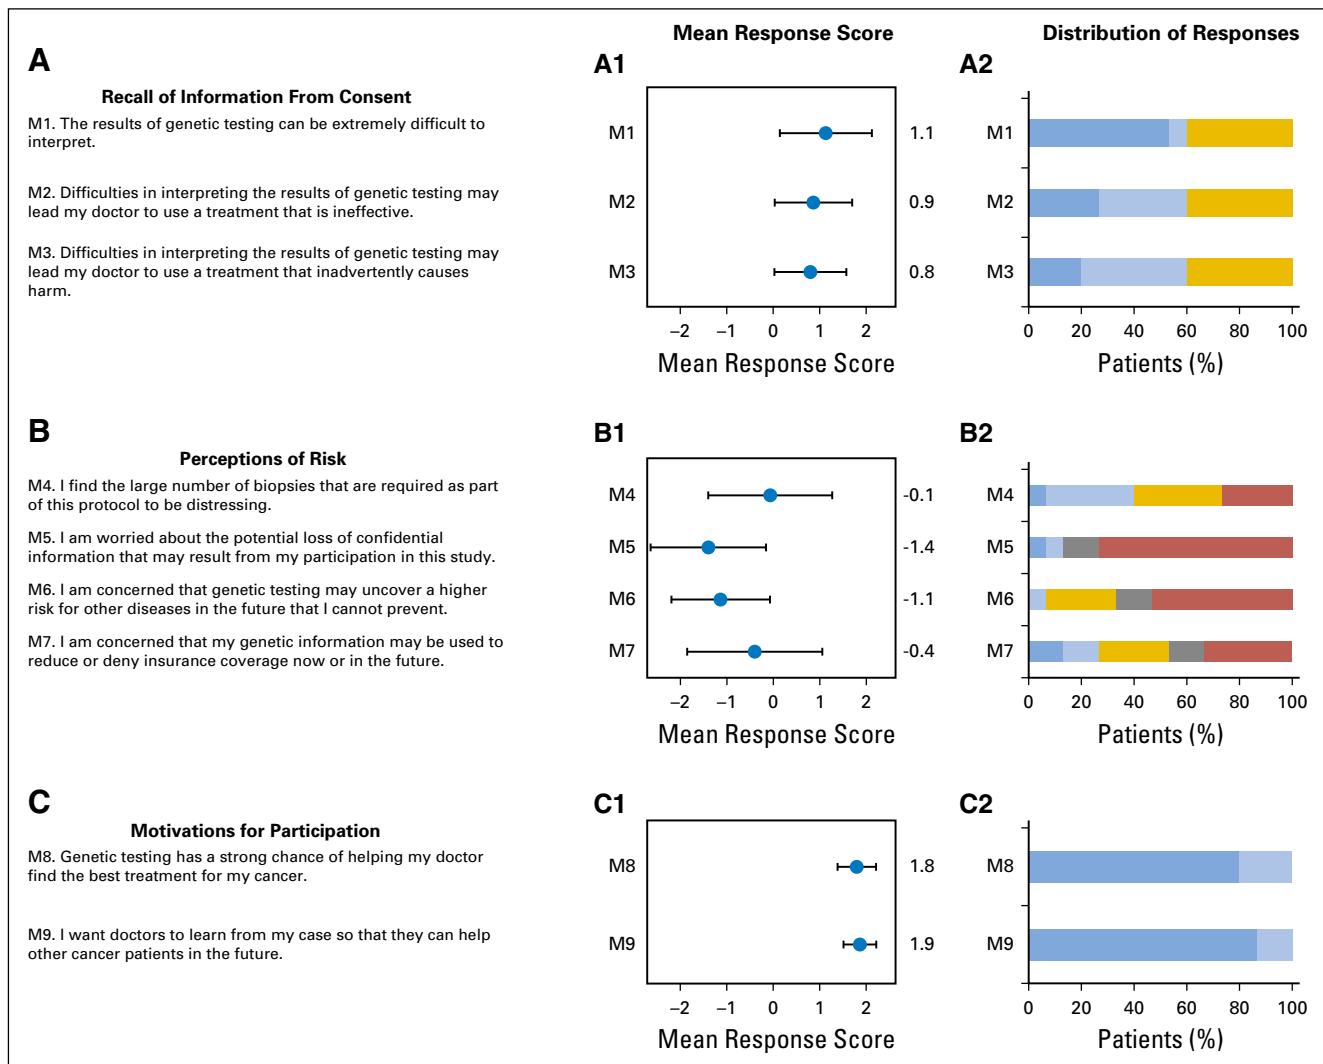 Mean Response Score
Distribution of Responses
A
A1
A2
Recall of Information From Consent
M1. The results of genetic testing can be extremely difficult to
interpret.
M2. Difficulties in interpreting the results of genetic testing may
lead my doctor to use a treatment that is ineffective.
M3. Difficulties in interpreting the results of genetic testing may
lead my doctor to use a treatment that inadvertently causes
harm.
M1
1.1
M2
0.9
M3
0.8
–2 –1 0 1 2
Mean Response Score
M1
M2
M3
0 20 40 60 80 100
Patients (%)
B
B1
B2
Perceptions of Risk
M4. I find the large number of biopsies that are required as part
of this protocol to be distressing.
M5. I am worried about the potential loss of confidential
information that may result from my participation in this study.
M6. I am concerned that genetic testing may uncover a higher
risk for other diseases in the future that I cannot prevent.
M7. I am concerned that my genetic information may be used to
reduce or deny insurance coverage now or in the future.
M4
-0.1
M5
-1.4
M6
-1.1
M7
-0.4
–2 –1 0 1 2
Mean Response Score
M4
M5
M6
M7
0 20 40 60 80 100
Patients (%)
C
C1
C2
Motivations for Participation
M8. Genetic testing has a strong chance of helping my doctor
find the best treatment for my cancer.
M9. I want doctors to learn from my case so that they can help
other cancer patients in the future.
M8
1.8
M9
1.9
–2 –1 0 1 2
Mean Response Score
M8
M9
0 20 40 60 80 100
Patients (%)